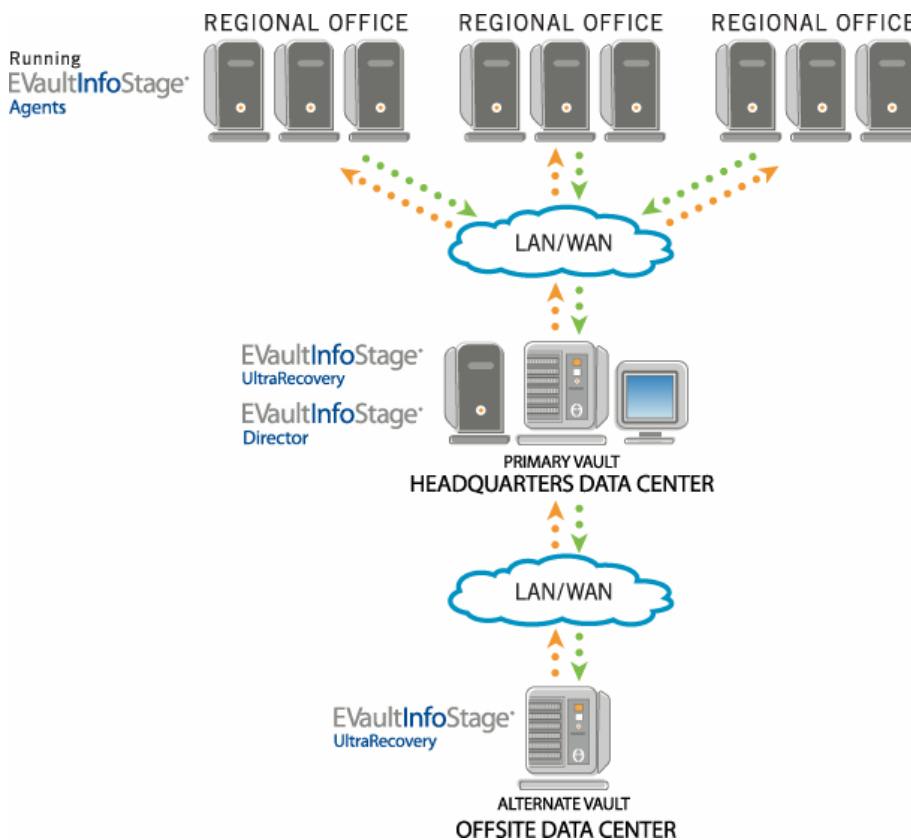 REGIONAL OFFICE REGIONAL OFFICE REGIONAL OFFICE
Running
EVaultInfoStage
Agents
LAN/WAN
EVaultInfoStage
UltraRecovery
EVaultInfoStage
Director
PRIMARY VAULT
HEADQUARTERS DATA CENTER
LAN/WAN
EVaultInfoStage
UltraRecovery
ALTERNATE VAULT
OFFSITE DATA CENTER